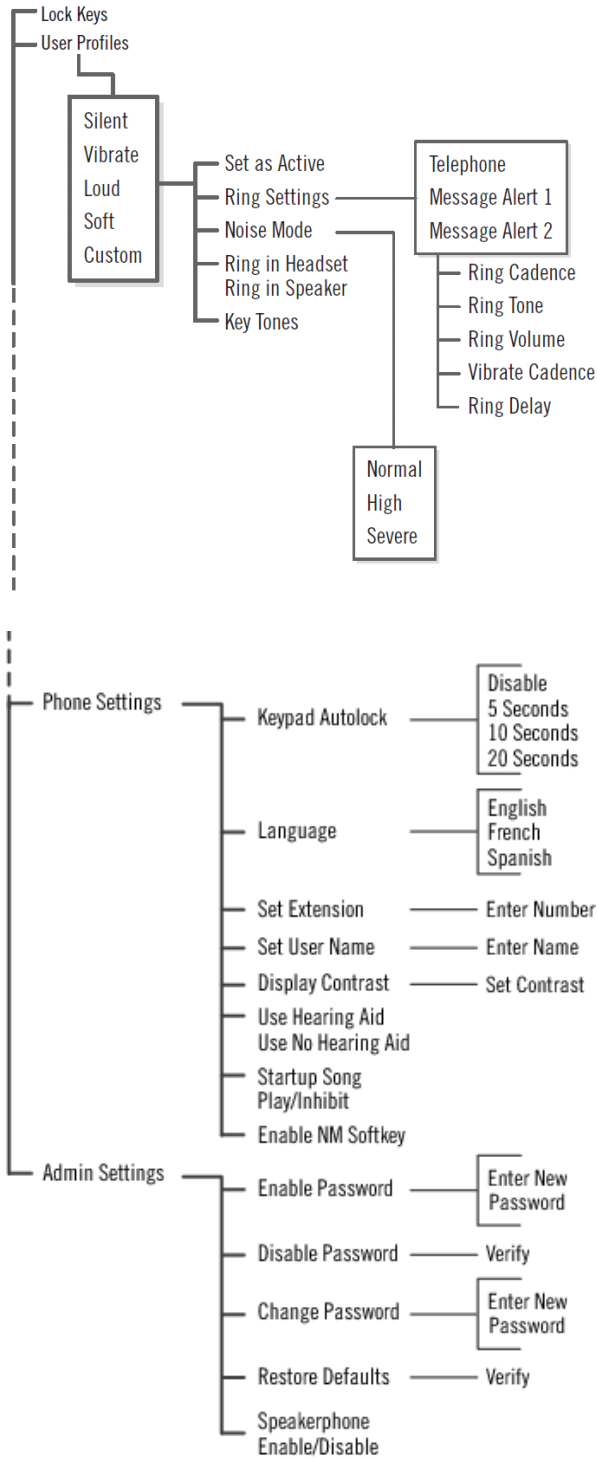 Lock Keys
User Profiles
Silent
Vibrate
Loud
Soft
Custom
Set as Active
Ring Settings
Noise Mode
Ring in Headset
Ring in Speaker
Key Tones
Telephone
Message Alert 1
Message Alert 2
Ring Cadence
Ring Tone
Ring Volume
Vibrate Cadence
Ring Delay
Normal
High
Severe
Phone Settings
Keypad Autolock
Disable
5 Seconds
10 Seconds
20 Seconds
Language
English
French
Spanish
Set Extension
Enter Number
Set User Name
Enter Name
Display Contrast
Set Contrast
Use Hearing Aid
Use No Hearing Aid
Startup Song
Play/Inhibit
Enable NM Softkey
Admin Settings
Enable Password
Enter New
Password
Disable Password
Verify
Change Password
Enter New
Password
Restore Defaults
Verify
Speakerphone
Enable/Disable